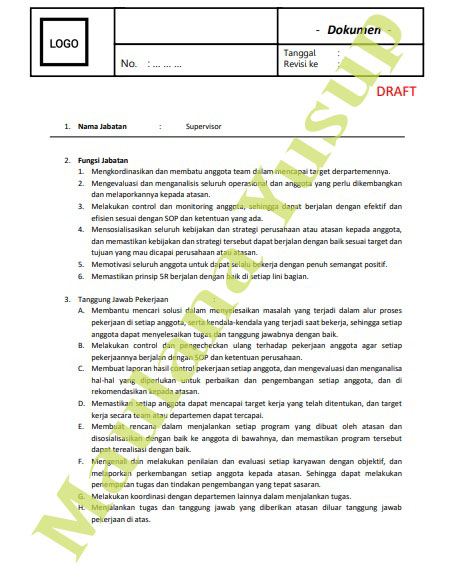 LOGO
- Dokumen -
No. : ... ... ...
Tanggal :
Revisi ke :
DRAFT
1. Nama Jabatan : Supervisor
2. Fungsi Jabatan
1. Mengkordinasikan dan membatu anggota team dalam mencapai target derpartemennya.
2. Mengevaluasi dan menganalisis seluruh operasional dan anggota yang perlu dikembangkan
dan melaporkannya kepada atasan.
3. Melakukan control dan monitoring anggota, sehingga dapat berjalan dengan efektif dan
efisien sesuai dengan SOP dan ketentuan yang ada.
4. Mensosialisasikan seluruh kebijakan dan strategi perusahaan atau atasan kepada anggota,
dan memastikan kebijakan dan strategi tersebut dapat berjalan dengan baik sesuai target dan
tujuan yang mau dicapai perusahaan atau atasan.
5. Memotivasi seluruh anggota untuk dapat selalu bekerja dengan penuh semangat positif.
6. Memastikan prinsip 5R berjalan dengan baik di setiap lini bagian.
3. Tanggung Jawab Pekerjaan :
A. Membantu mencari solusi dalam menyelesaikan masalah yang terjadi dalam alur proses
pekerjaan di setiap anggota, serta kendala-kendala yang terjadi saat bekerja, sehingga setiap
anggota dapat menyelesaikan tugas dan tanggung jawabnya dengan baik.
B. Melakukan control dan pengecheckan ulang terhadap pekerjaan anggota agar setiap
pekerjaannya berjalan dengan SOP dan ketentuan perusahaan.
C. Membuat laporan hasil control pekerjaan setiap anggota, dan mengevaluasi dan menganalisa
hal-hal yang diperlukan untuk perbaikan dan pengembangan setiap anggota, dan di
rekomendasikan kepada atasan.
D. Memastikan setiap anggota dapat mencapai target kerja yang telah ditentukan, dan target
kerja secara team atau departemen dapat tercapai.
E. Membuat rencana dalam menjalankan setiap program yang dibuat oleh atasan dan
disosialisasikan dengan baik ke anggota di bawahnya, dan memastikan program tersebut
dapat terealisasi dengan baik.
F. Mengenali dan melakukan penilaian dan evaluasi setiap karyawan dengan objektif, dan
melaporkan perkembangan setiap anggota kepada atasan. Sehingga dapat melakukan
penempatan tugas dan tindakan pengembangan yang tepat sasaran.
G. Melakukan koordinasi dengan departemen lainnya dalam menjalankan tugas.
H. Menjalankan tugas dan tanggung jawab yang diberikan atasan diluar tanggung jawab
pekerjaan di atas.
Maulana Yusup